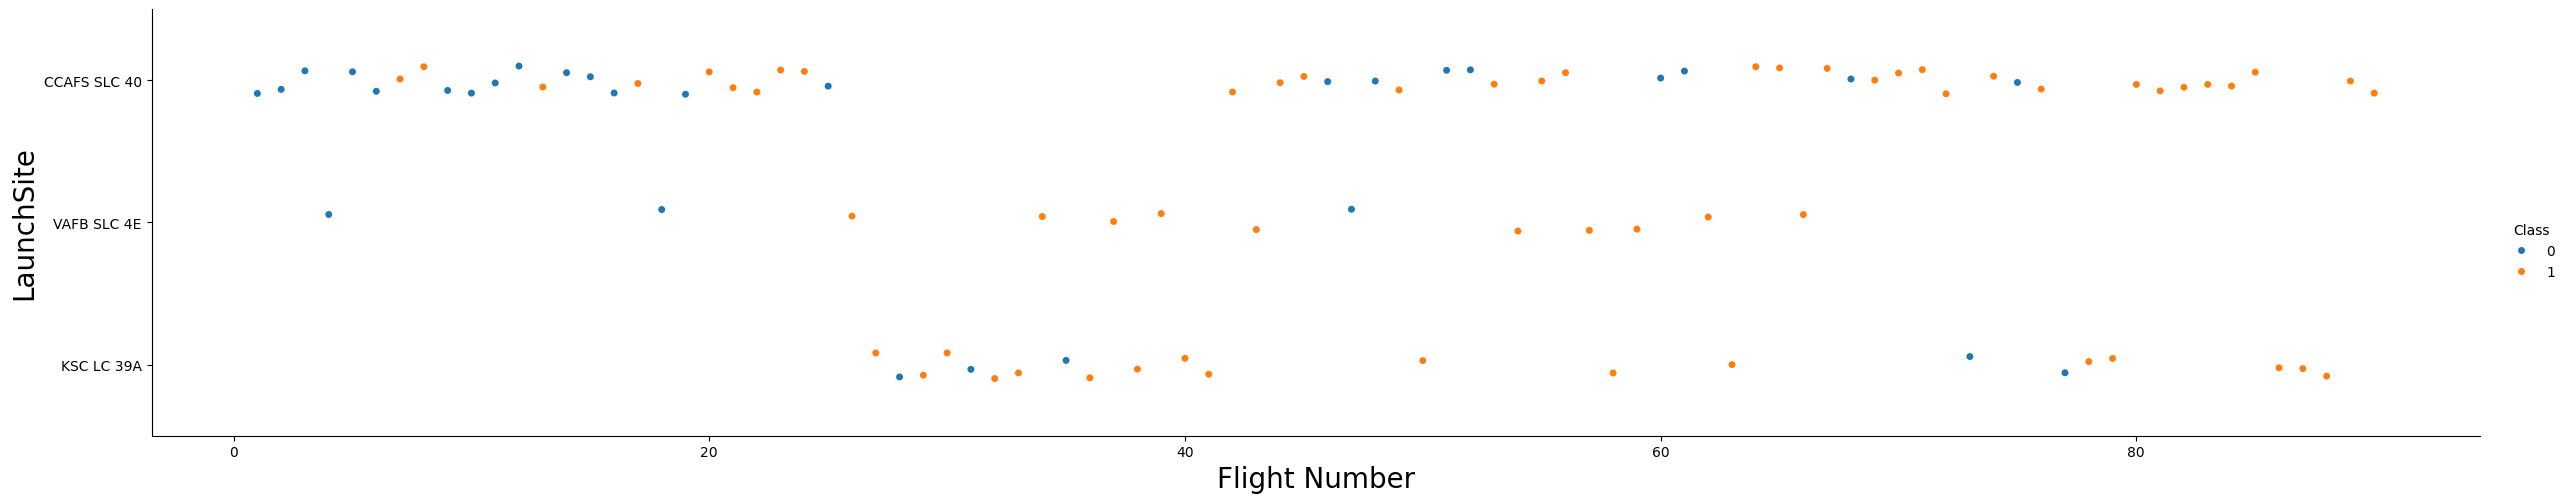 LaunchSite
CCAFS SLC 40
VAFB SLC 4E
KSC LC 39A
0 20 40 60 80
Flight Number
Class
0
1